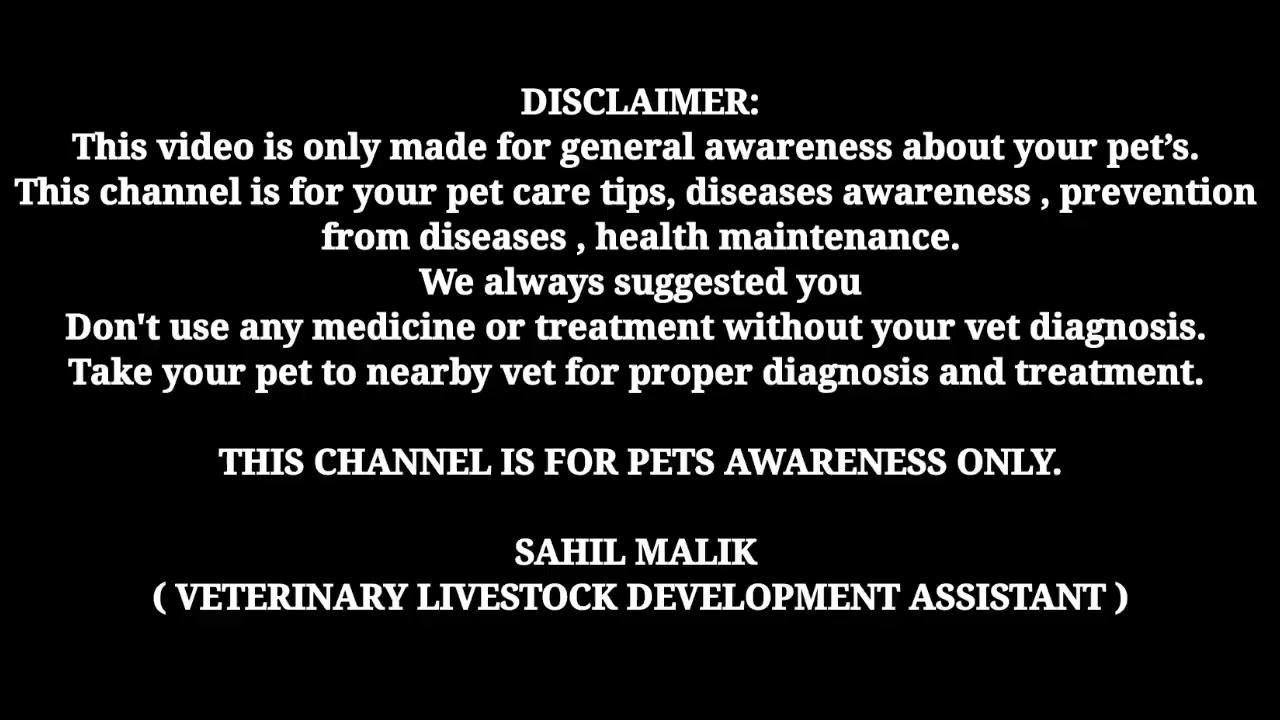 DISCLAIMER:
This video is only made for general awareness about your pet’s.
This channel is for your pet care tips, diseases awareness , prevention
from diseases , health maintenance.
We always suggested you
Don't use any medicine or treatment without your vet diagnosis.
Take your pet to nearby vet for proper diagnosis and treatment.
THIS CHANNEL IS FOR PETS AWARENESS ONLY.
SAHIL MALIK
( VETERINARY LIVESTOCK DEVELOPMENT ASSISTANT )